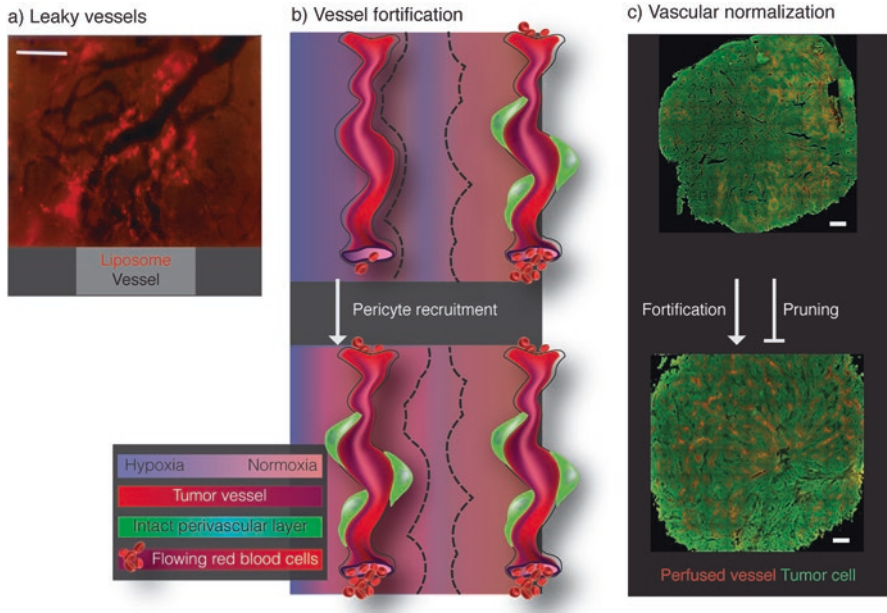 a) Leaky vessels
Liposome
Vessel
b) Vessel fortification
Pericyte recruitment
Hypoxia Normoxia
Tumor vessel
Intact perivascular layer
Flowing red blood cells
c) Vascular normalization
Fortification
Pruning
Perfused vessel Tumor cell